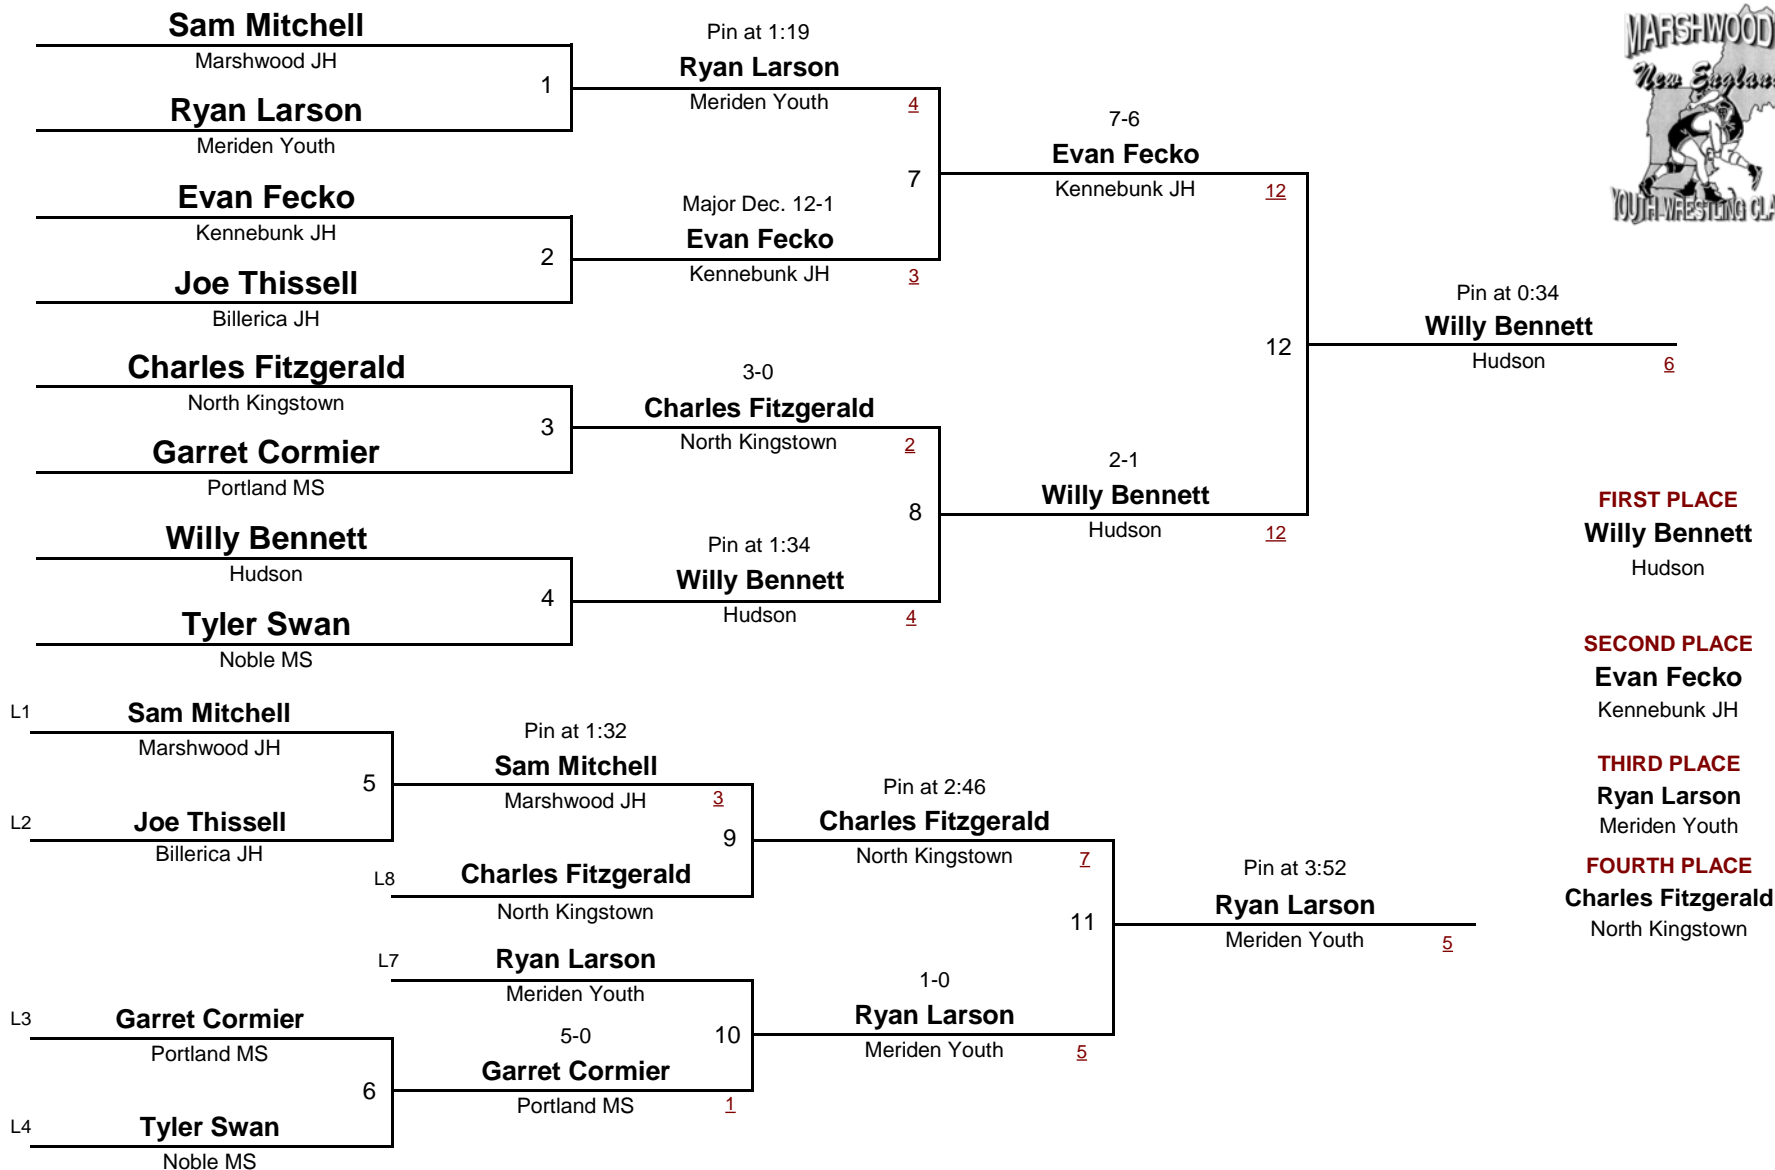 Sam Mitchell
Marshwood JH
1
Ryan Larson
Meriden Youth
Evan Fecko
Kennebunk JH
2
Joe Thissell
Billerica JH
Charles Fitzgerald
North Kingstown
3
Garret Cormier
Portland MS
Willy Bennett
Hudson
4
Tyler Swan
Noble MS
Pin at 1:19
Ryan Larson
Meriden Youth 4
7
Major Dec. 12-1
Evan Fecko
Kennebunk JH 3
3-0
Charles Fitzgerald
North Kingstown 2
8
Pin at 1:34
Willy Bennett
Hudson 4
7-6
Evan Fecko
Kennebunk JH 12
12
2-1
Willy Bennett
Hudson 12
Pin at 0:34
Willy Bennett
Hudson 6
MARSHWOOD
New England
YOUTH WRESTLING
FIRST PLACE
Willy Bennett
Hudson
SECOND PLACE
Evan Fecko
Kennebunk JH
THIRD PLACE
Ryan Larson
Meriden Youth
FOURTH PLACE
Charles Fitzgerald
North Kingstown
L1 Sam Mitchell
Marshwood JH
5
L2 Joe Thissell
Billerica JH
Pin at 1:32
Sam Mitchell
Marshwood JH 3
9
L8 Charles Fitzgerald
North Kingstown
L7 Ryan Larson
Meriden Youth
10
L3 Garret Cormier
Portland MS
6
L4 Tyler Swan
Noble MS
5-0
Garret Cormier
Portland MS 1
Pin at 2:46
Charles Fitzgerald
North Kingstown 7
11
1-0
Ryan Larson
Meriden Youth 5
Pin at 3:52
Ryan Larson
Meriden Youth 5